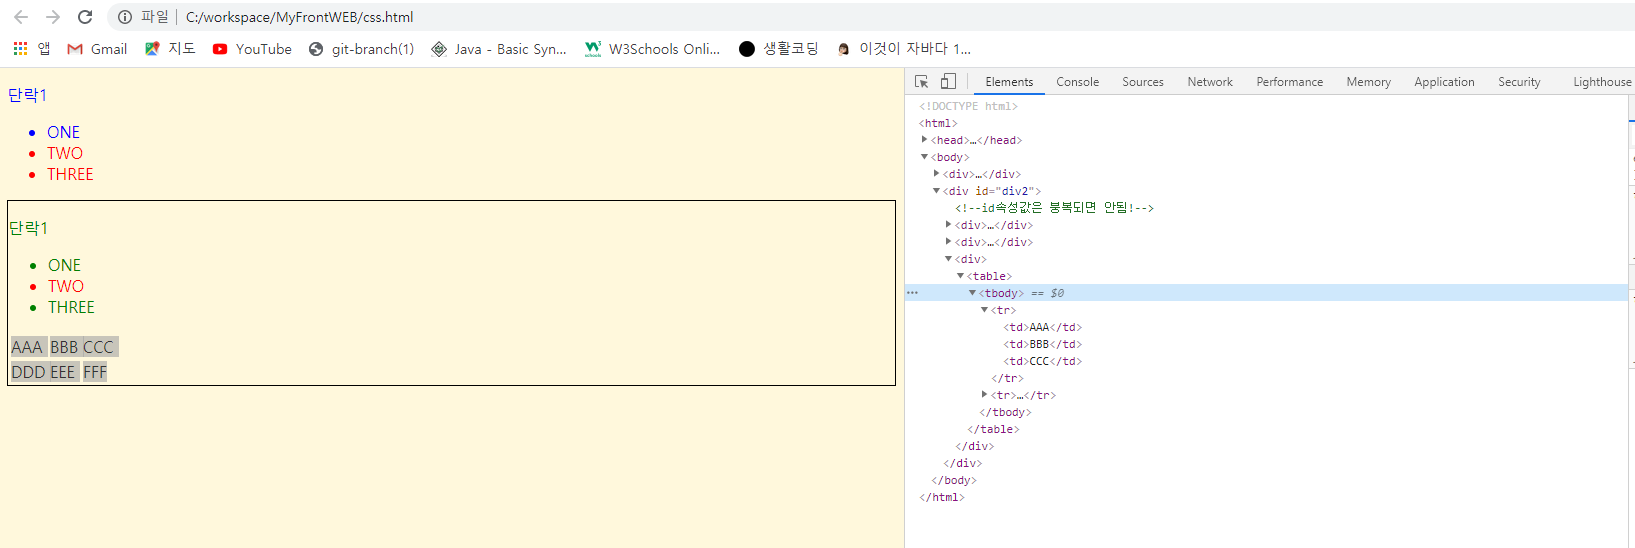 파일 C:/workspace/MyFrontWEB/css.html
앱 Gmail 지도 YouTube git-branch(1) Java - Basic Syn... W3Schools Onli... 생활코딩 이것이 자바다 1...
단락1
• ONE
• TWO
• THREE
단락1
• ONE
• TWO
• THREE
AAA BBB CCC
DDD EEE FFF
Elements Console Sources Network Performance Memory Application Security Lighthouse
<!DOCTYPE html>
<html>
<head>…</head>
<body>
<div>…</div>
<div id="div2">
<!--id속성값은 붕복되면 안됨!-->
<div>…</div>
<div>…</div>
<div>
<table>
<tbody> == $0
<tr>
<td>AAA</td>
<td>BBB</td>
<td>CCC</td>
</tr>
<tr>…</tr>
</tbody>
</table>
</div>
</div>
</body>
</html>